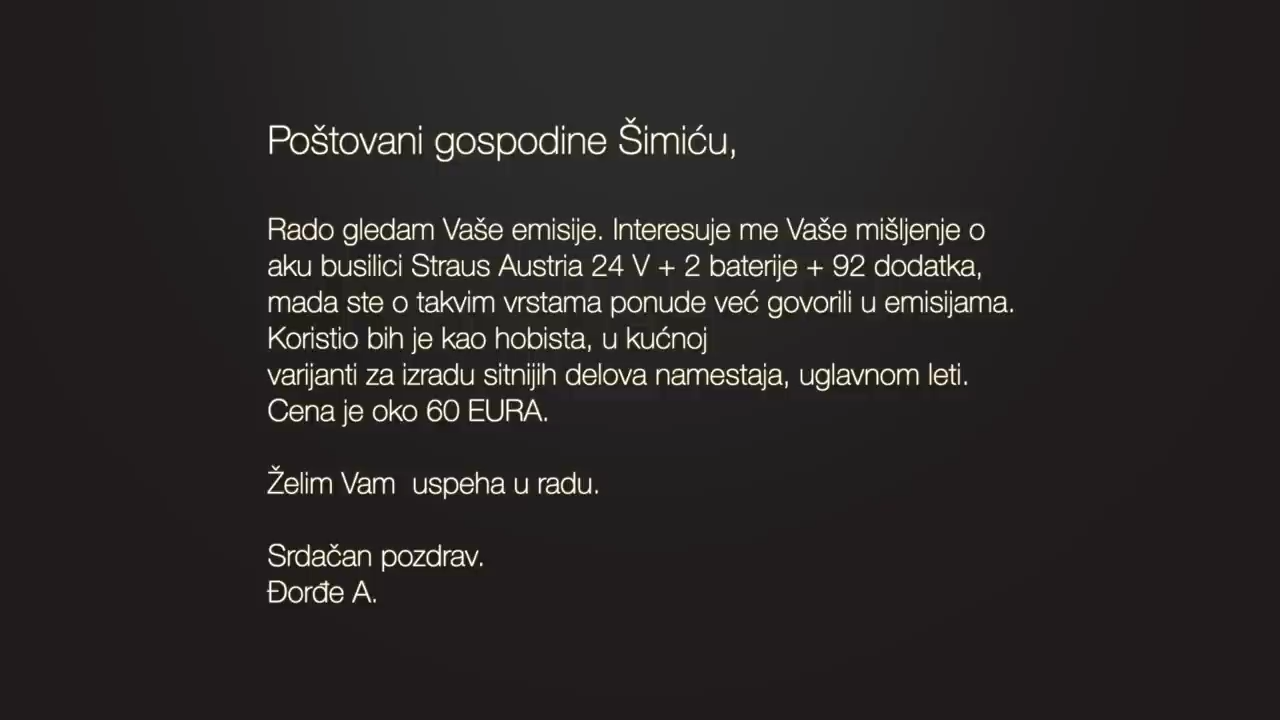 Poštovani gospodine Šimiću,
Rado gledam Vaše emisije. Interesuje me Vaše mišljenje o
aku busilici Straus Austria 24 V + 2 baterije + 92 dodatka,
mada ste o takvim vrstama ponude već govorili u emisijama.
Koristio bih je kao hobista, u kućnoj
varijanti za izradu sitnijih delova namestaja, uglavnom leti.
Cena je oko 60 EURA.
Želim Vam  uspeha u radu.
Srdačan pozdrav.
Đorđe A.